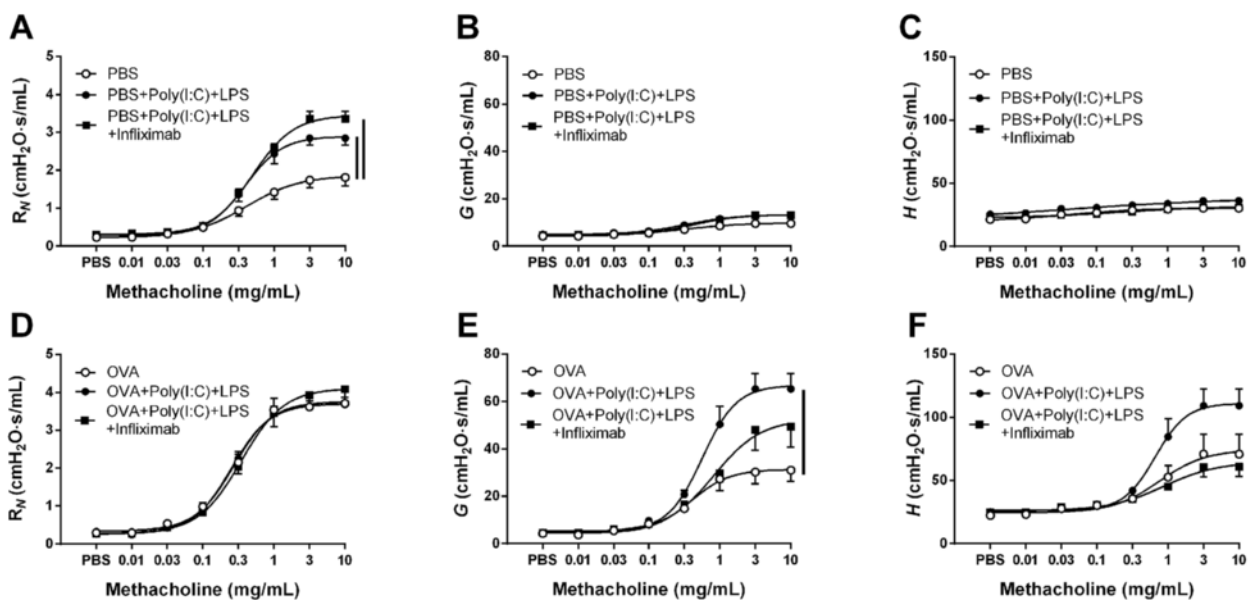 A
R_N (cmH₂O·s/mL)
5
4
3
2
1
0
PBS
PBS+Poly(I:C)+LPS
PBS+Poly(I:C)+LPS
+Infliximab
PBS 0.01 0.03 0.1 0.3 1 3 10
Methacholine (mg/mL)
B
G (cmH₂O·s/mL)
80
60
40
20
0
PBS
PBS+Poly(I:C)+LPS
PBS+Poly(I:C)+LPS
+Infliximab
PBS 0.01 0.03 0.1 0.3 1 3 10
Methacholine (mg/mL)
C
H (cmH₂O·s/mL)
150
100
50
0
PBS
PBS+Poly(I:C)+LPS
PBS+Poly(I:C)+LPS
+Infliximab
PBS 0.01 0.03 0.1 0.3 1 3 10
Methacholine (mg/mL)
D
R_N (cmH₂O·s/mL)
5
4
3
2
1
0
OVA
OVA+Poly(I:C)+LPS
OVA+Poly(I:C)+LPS
+Infliximab
PBS 0.01 0.03 0.1 0.3 1 3 10
Methacholine (mg/mL)
E
G (cmH₂O·s/mL)
80
60
40
20
0
OVA
OVA+Poly(I:C)+LPS
OVA+Poly(I:C)+LPS
+Infliximab
PBS 0.01 0.03 0.1 0.3 1 3 10
Methacholine (mg/mL)
F
H (cmH₂O·s/mL)
150
100
50
0
OVA
OVA+Poly(I:C)+LPS
OVA+Poly(I:C)+LPS
+Infliximab
PBS 0.01 0.03 0.1 0.3 1 3 10
Methacholine (mg/mL)